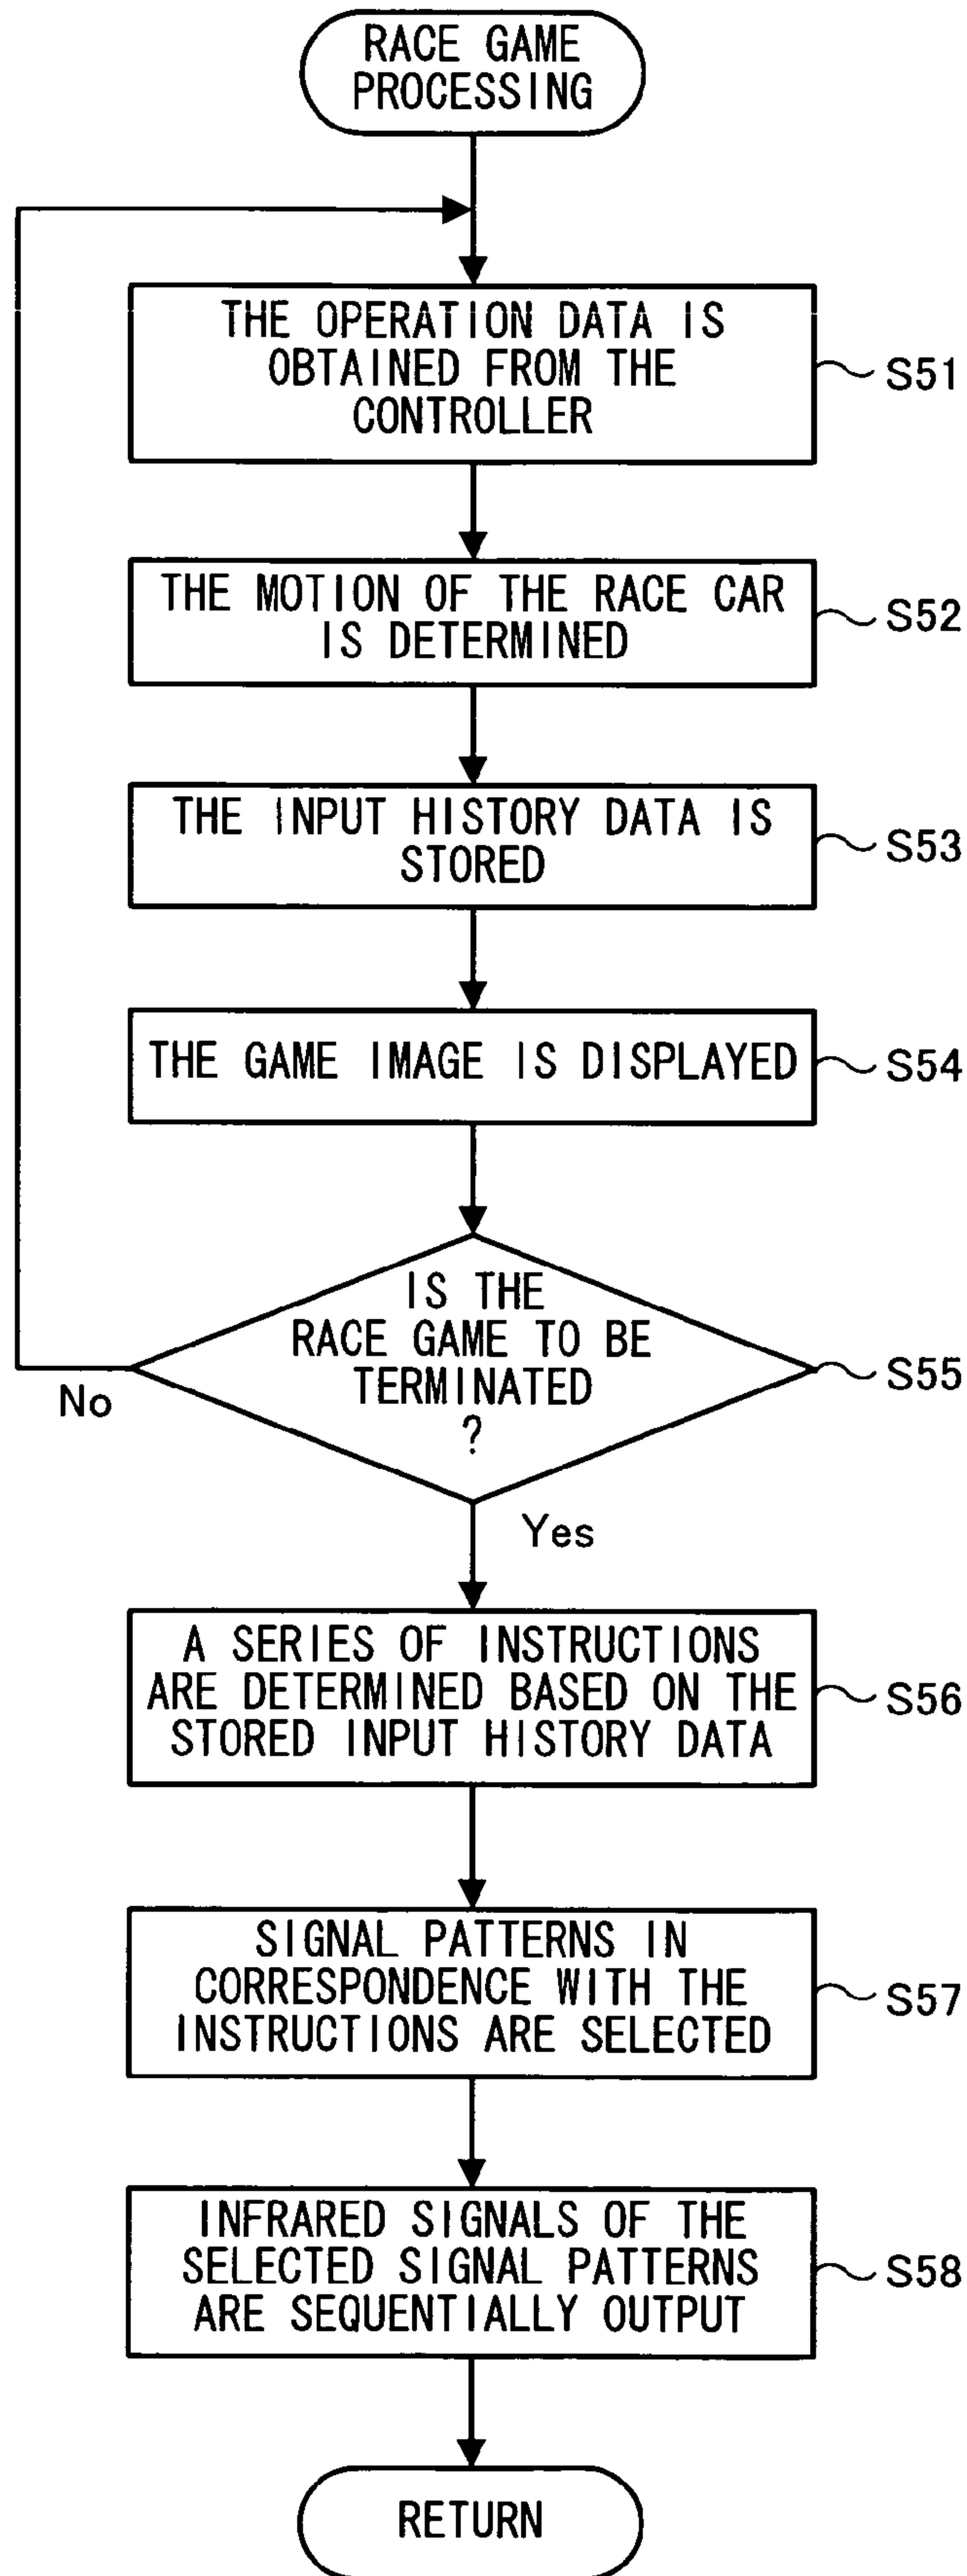 RACE GAME
PROCESSING
THE OPERATION DATA IS
OBTAINED FROM THE
CONTROLLER
S51
THE MOTION OF THE RACE CAR
IS DETERMINED
S52
THE INPUT HISTORY DATA IS
STORED
S53
THE GAME IMAGE IS DISPLAYED
S54
IS THE
RACE GAME TO BE
TERMINATED
?
S55
No
Yes
A SERIES OF INSTRUCTIONS
ARE DETERMINED BASED ON THE
STORED INPUT HISTORY DATA
S56
SIGNAL PATTERNS IN
CORRESPONDENCE WITH THE
INSTRUCTIONS ARE SELECTED
S57
INFRARED SIGNALS OF THE
SELECTED SIGNAL PATTERNS
ARE SEQUENTIALLY OUTPUT
S58
RETURN